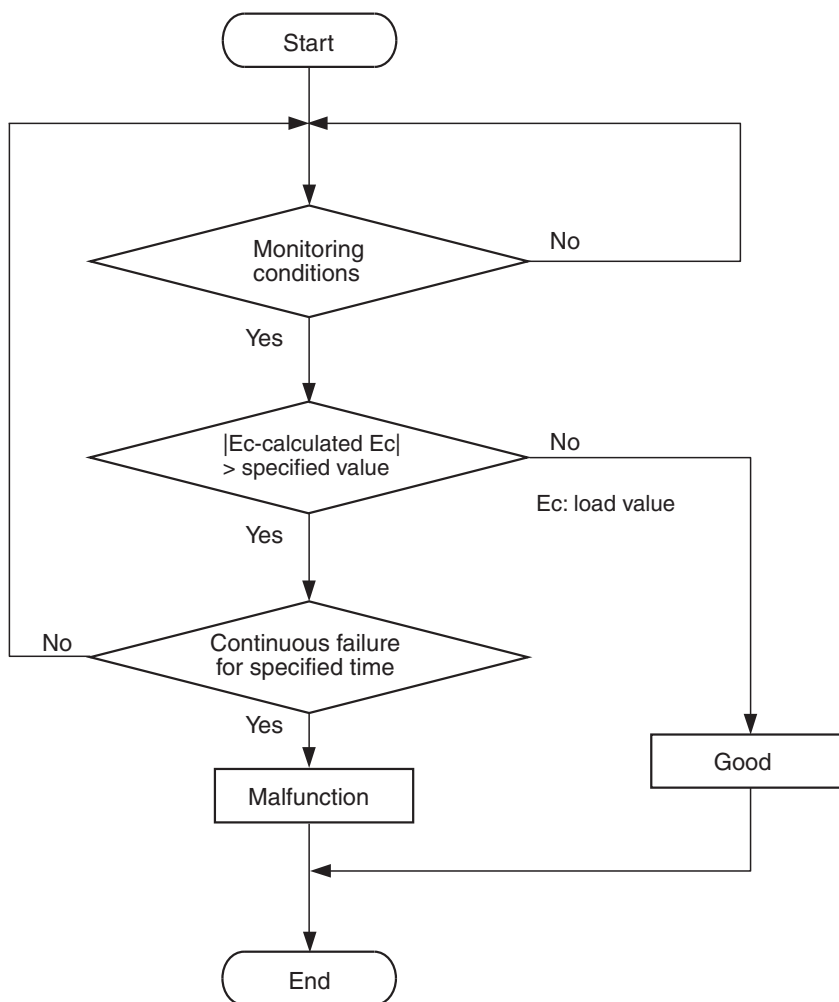 Start
Monitoring
conditions
No
Yes
|Ec-calculated Ec|
> specified value
No
Ec: load value
Yes
Continuous failure
for specified time
No
Yes
Malfunction
Good
End